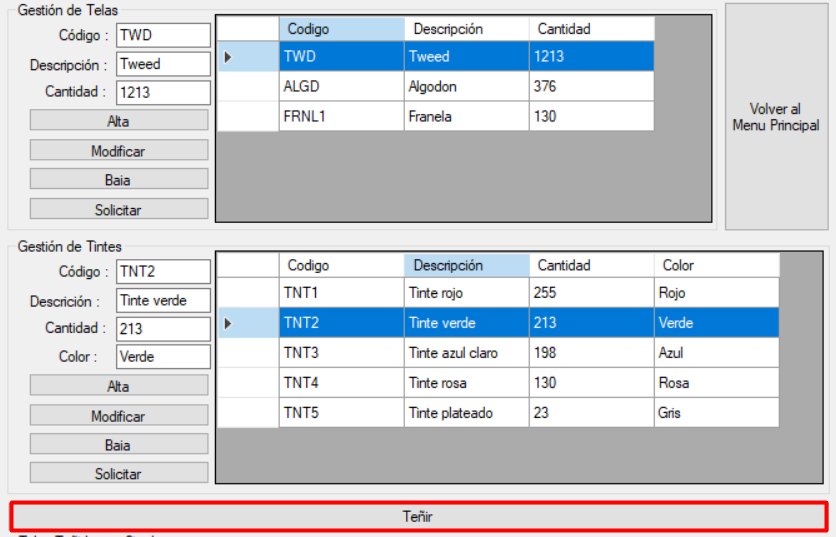 Gestión de Telas
Código : TWD
Descripción : Tweed
Cantidad : 1213
Alta
Modificar
Baja
Solicitar
Codigo Descripción Cantidad
TWD Tweed 1213
ALGD Algodon 376
FRNL1 Franela 130
Volver al
Menu Principal
Gestión de Tintes
Código : TNT2
Descrición : Tinte verde
Cantidad : 213
Color : Verde
Alta
Modificar
Baja
Solicitar
Codigo Descripción Cantidad Color
TNT1 Tinte rojo 255 Rojo
TNT2 Tinte verde 213 Verde
TNT3 Tinte azul claro 198 Azul
TNT4 Tinte rosa 130 Rosa
TNT5 Tinte plateado 23 Gris
Teñir